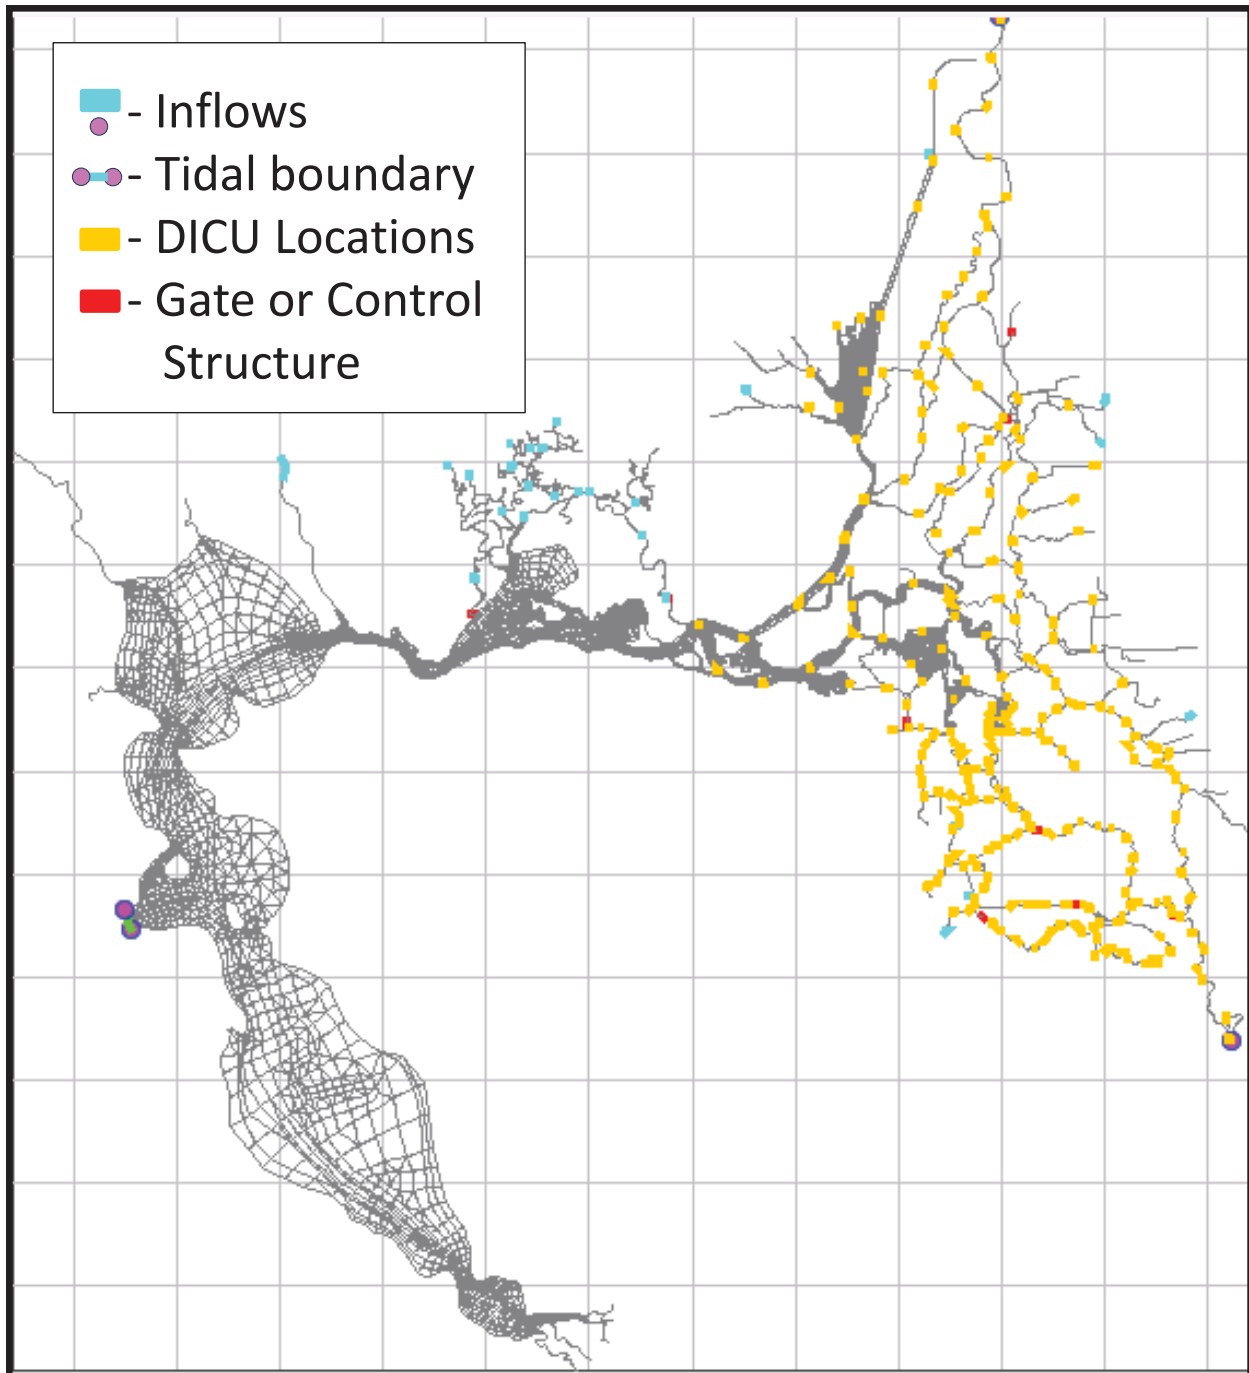 - Inflows
- Tidal boundary
- DICU Locations
- Gate or Control
Structure